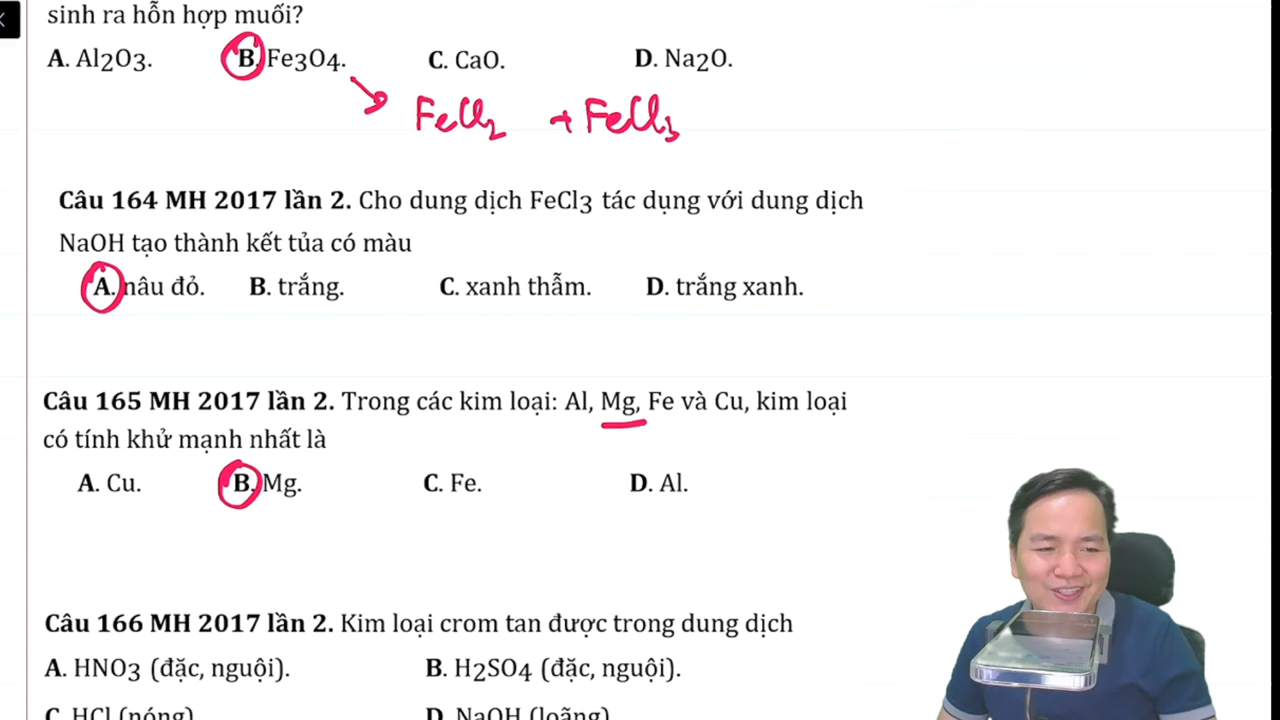 sinh ra hỗn hợp muối?
A. Al2O3. B. Fe3O4. C. CaO. D. Na2O.
FeCl2 + FeCl3
Câu 164 MH 2017 lần 2. Cho dung dịch FeCl3 tác dụng với dung dịch
NaOH tạo thành kết tủa có màu
A. nâu đỏ. B. trắng. C. xanh thẫm. D. trắng xanh.
Câu 165 MH 2017 lần 2. Trong các kim loại: Al, Mg, Fe và Cu, kim loại
có tính khử mạnh nhất là
A. Cu. B. Mg. C. Fe. D. Al.
Câu 166 MH 2017 lần 2. Kim loại crom tan được trong dung dịch
A. HNO3 (đặc, nguội). B. H2SO4 (đặc, nguội).
C. HCl (nóng) D. NaOH (loãng)